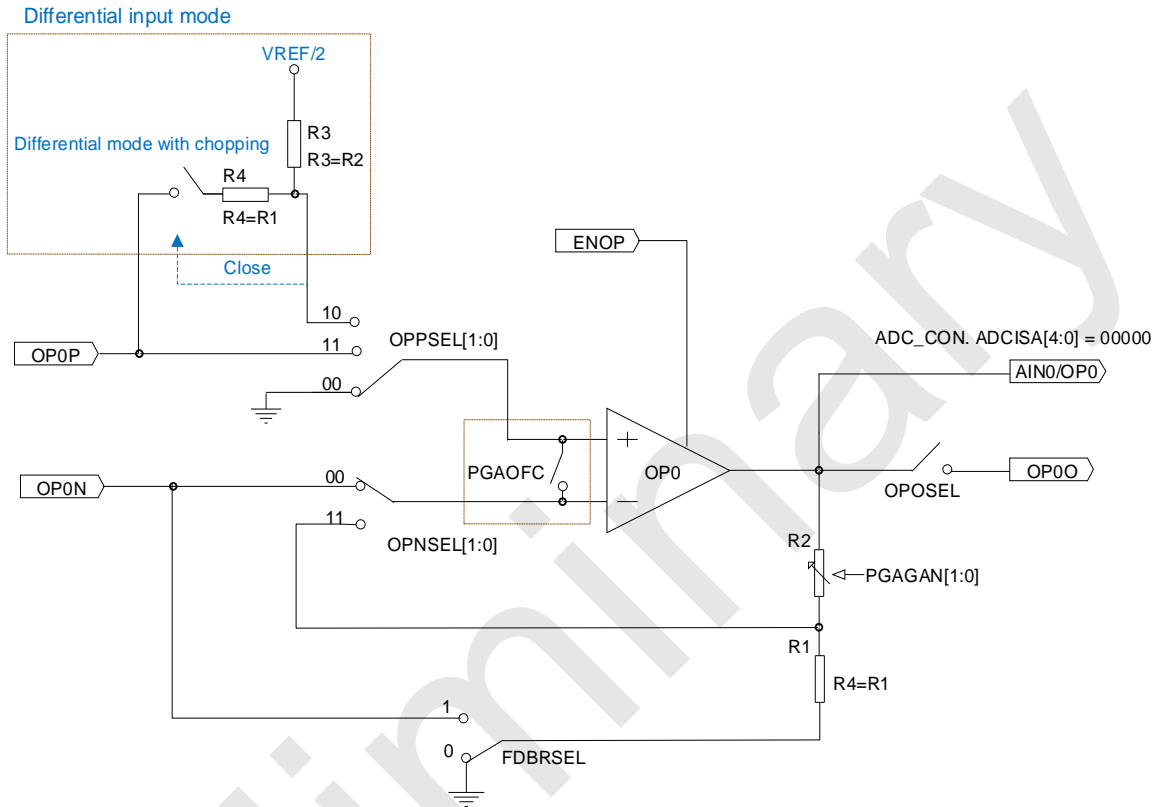 Differential input mode
VREF/2
R3
R3=R2
Differential mode with chopping
R4
R4=R1
Close
ENOP
10
11
00
OPPSEL[1:0]
OP0P
ADC_CON. ADCISA[4:0] = 00000
AIN0/OP0
PGAOFC
+
−
OP0
OP0N
00
11
OPNSEL[1:0]
OPOSEL
OP0O
R2
PGAGAN[1:0]
R1
R4=R1
1
0
FDBRSEL
liminary